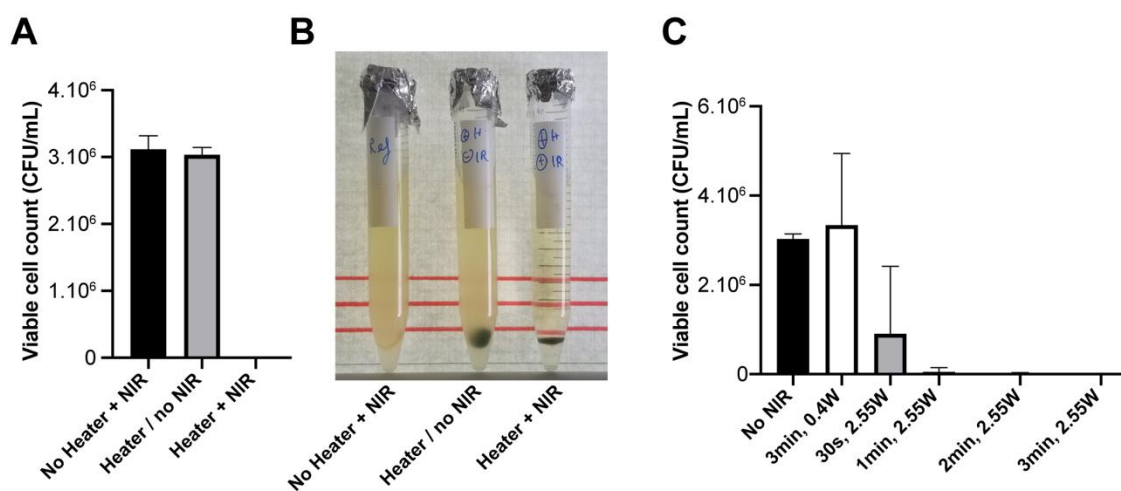 A
B
C
Viable cell count (CFU/mL)
4.10⁶
3.10⁶
2.10⁶
1.10⁶
0
No Heater + NIR
Heater / no NIR
Heater + NIR
Ref
⊕ H
⊖ IR
⊕ H
⊕ IR
No Heater + NIR
Heater / no NIR
Heater + NIR
Viable cell count (CFU/mL)
6.10⁶
4.10⁶
2.10⁶
0
No NIR
3min, 0.4W
30s, 2.55W
1min, 2.55W
2min, 2.55W
3min, 2.55W